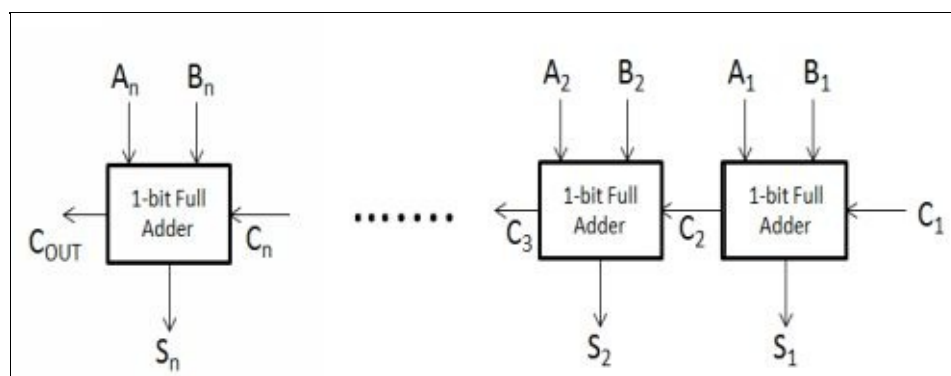 Aₙ Bₙ A₂ B₂ A₁ B₁
1-bit Full 1-bit Full 1-bit Full
Adder Adder Adder
C_OUT Cₙ C₃ C₂ C₁
Sₙ S₂ S₁